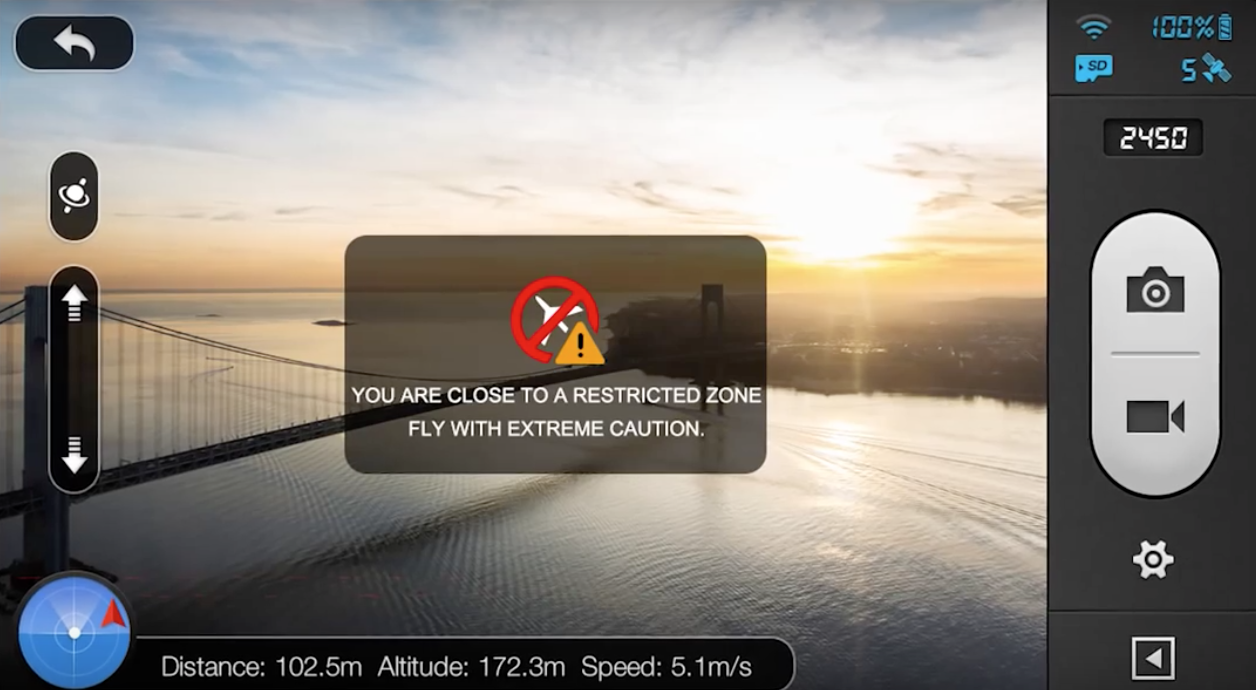 100%
SD
5
2450
YOU ARE CLOSE TO A RESTRICTED ZONE
FLY WITH EXTREME CAUTION.
Distance: 102.5m Altitude: 172.3m Speed: 5.1m/s